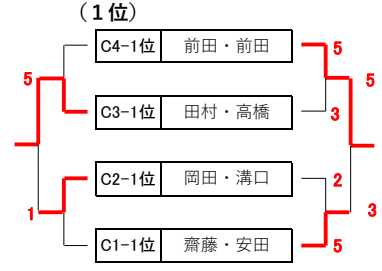 （１位）
C4-1位 前田・前田 5
5 5
C3-1位 田村・高橋 3
C2-1位 岡田・溝口 2
1 3
C1-1位 齋藤・安田 5